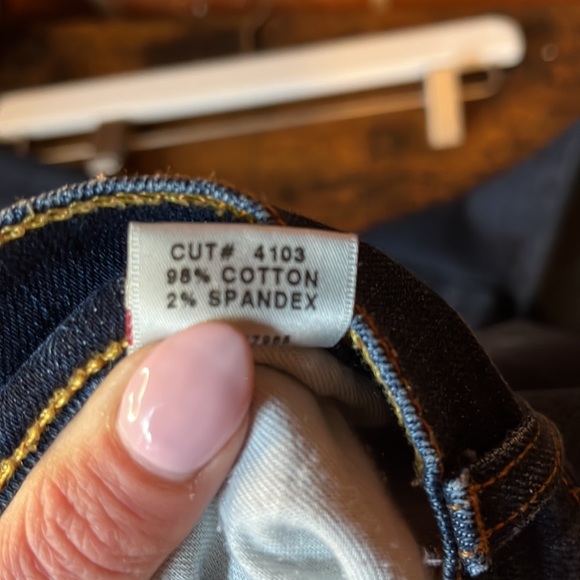 CUT# 4103
98% COTTON
2% SPANDEX